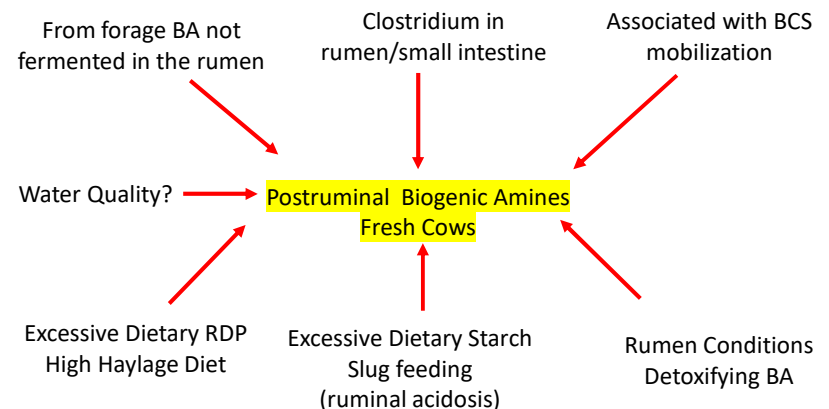 From forage BA not
fermented in the rumen
Clostridium in
rumen/small intestine
Associated with BCS
mobilization
Water Quality?
Postruminal Biogenic Amines
Fresh Cows
Excessive Dietary RDP
High Haylage Diet
Excessive Dietary Starch
Slug feeding
(ruminal acidosis)
Rumen Conditions
Detoxifying BA